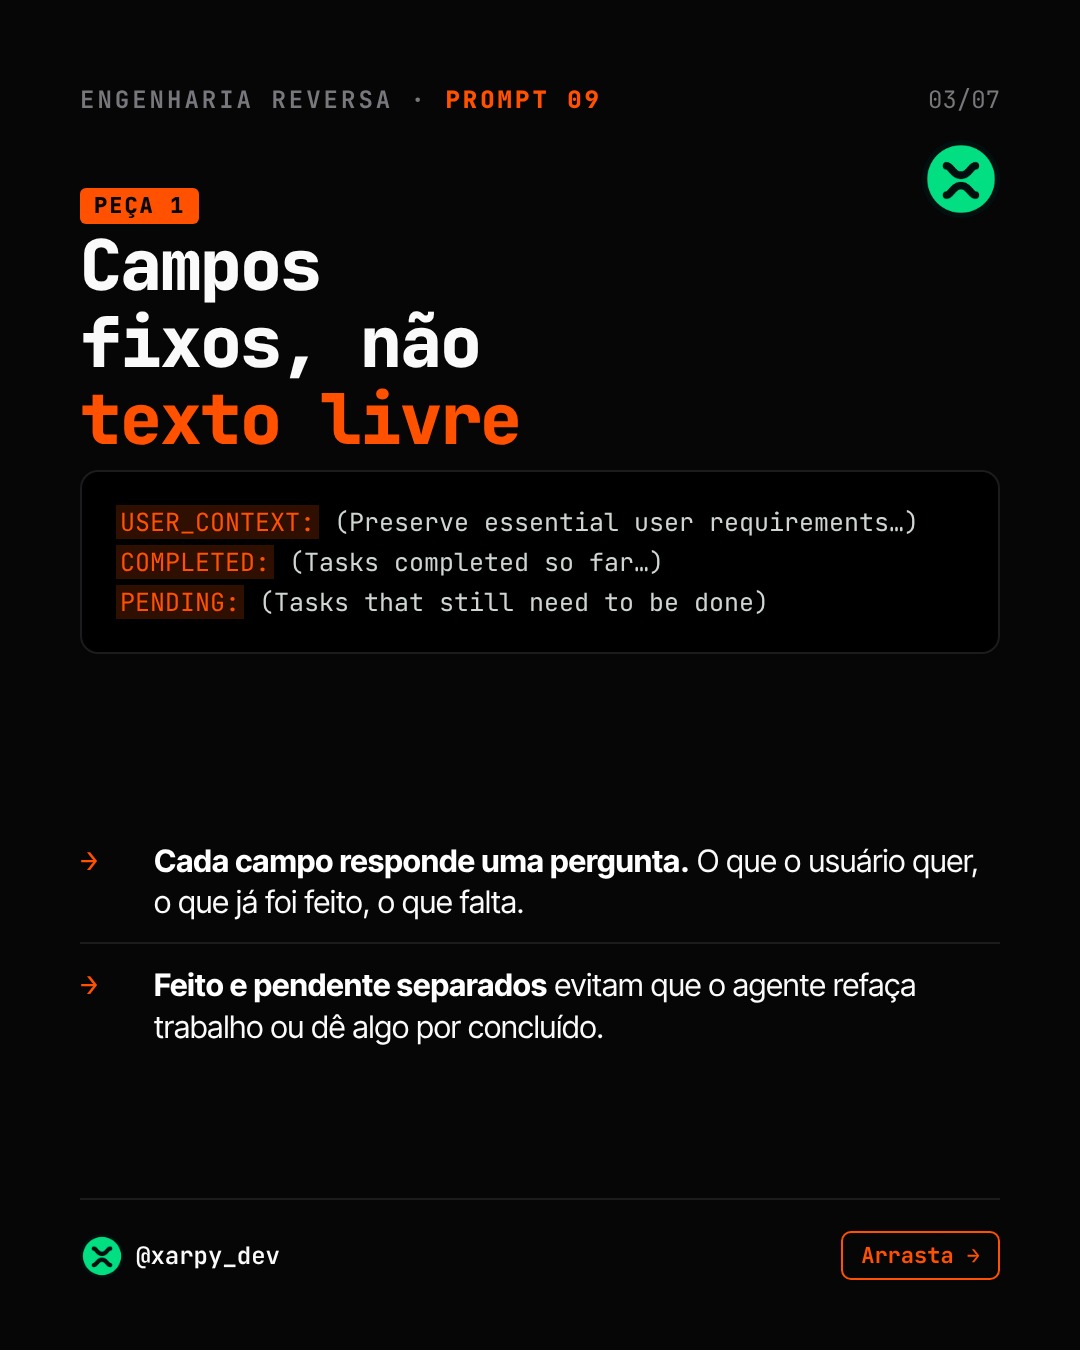 ENGENHARIA REVERSA · PROMPT 09
03/07
PEÇA 1
Campos
fixos, não
texto livre
USER_CONTEXT: (Preserve essential user requirements…)
COMPLETED: (Tasks completed so far…)
PENDING: (Tasks that still need to be done)
→ Cada campo responde uma pergunta. O que o usuário quer,
o que já foi feito, o que falta.
→ Feito e pendente separados evitam que o agente refaça
trabalho ou dê algo por concluído.
@xarpy_dev
Arrasta →